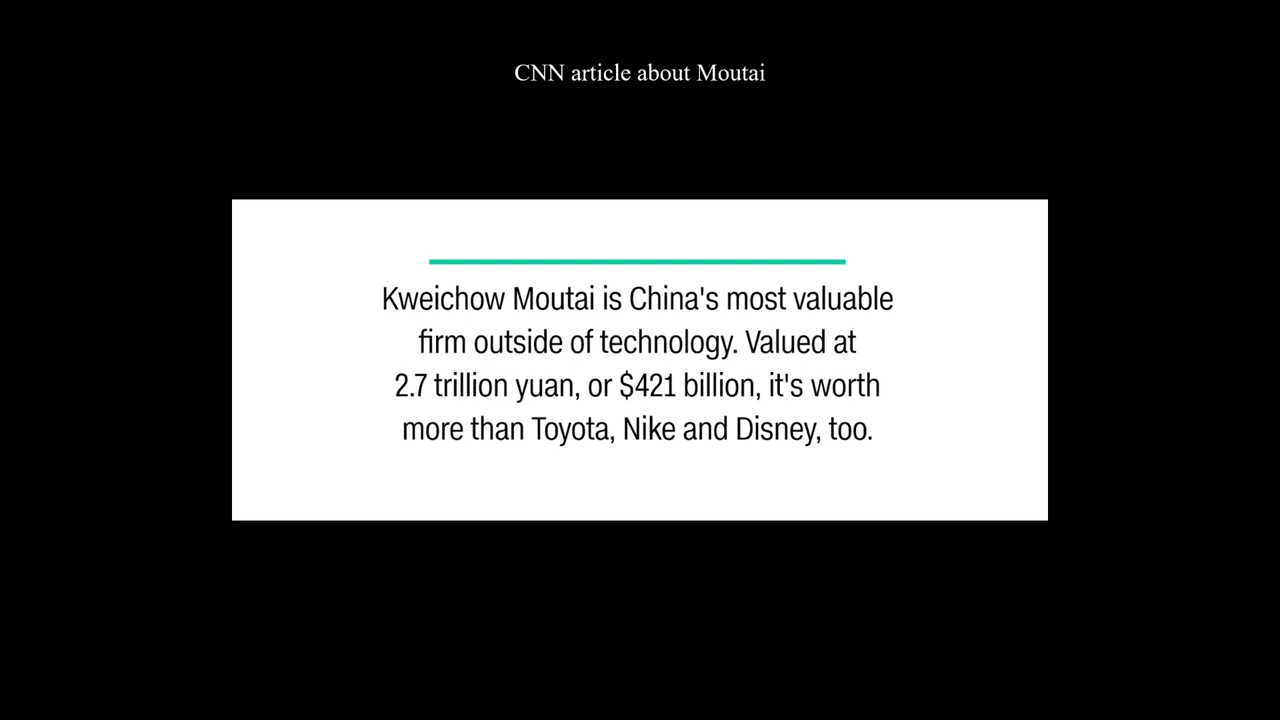 CNN article about Moutai
Kweichow Moutai is China's most valuable
firm outside of technology. Valued at
2.7 trillion yuan, or $421 billion, it's worth
more than Toyota, Nike and Disney, too.